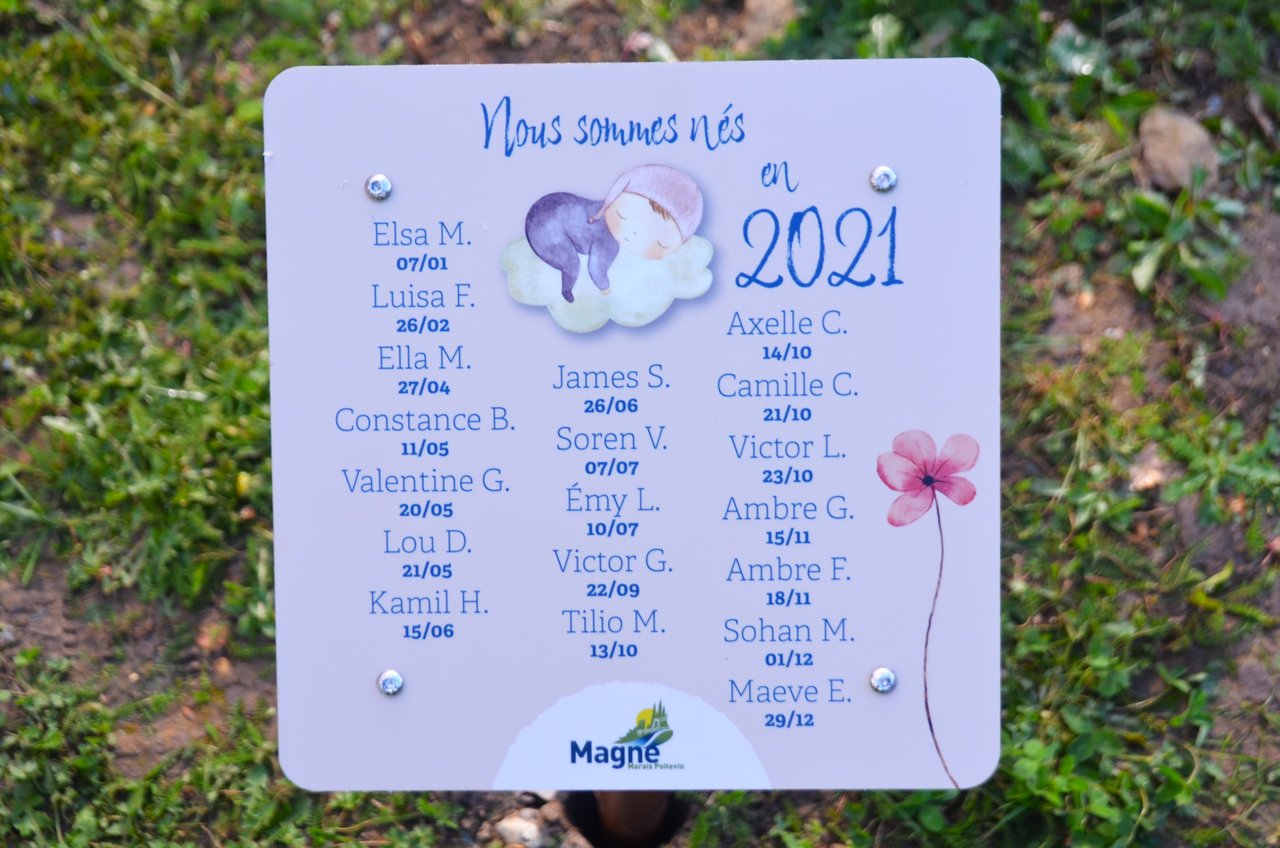 Nous sommes nés
en
2021
Elsa M.
07/01
Luisa F.
26/02
Ella M.
27/04
Constance B.
11/05
Valentine G.
20/05
Lou D.
21/05
Kamil H.
15/06
James S.
26/06
Soren V.
07/07
Émy L.
10/07
Victor G.
22/09
Tilio M.
13/10
Axelle C.
14/10
Camille C.
21/10
Victor L.
23/10
Ambre G.
15/11
Ambre F.
18/11
Sohan M.
01/12
Maeve E.
29/12
Magné
Marais Poitevin